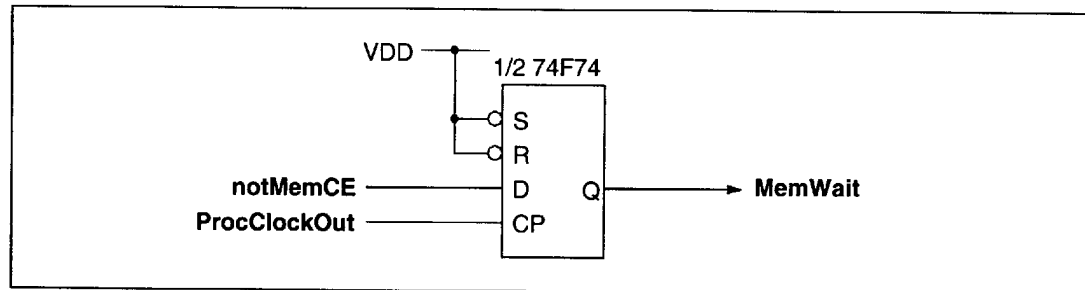 VDD
1/2 74F74
S
R
notMemCE
D
Q
MemWait
ProcClockOut
CP